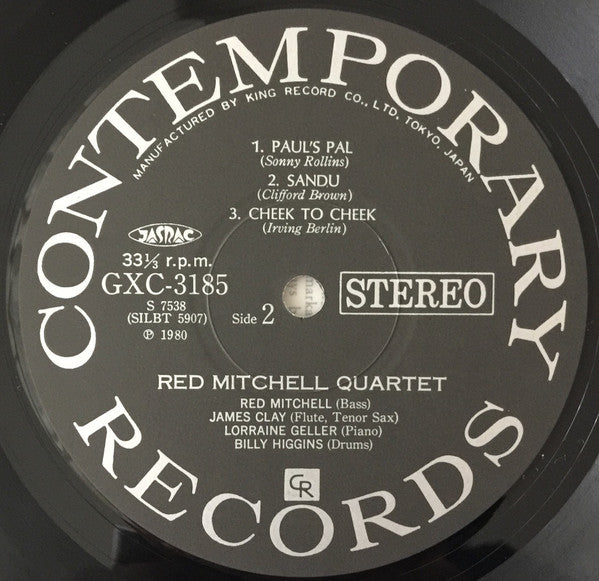 CONTEMPORARY
MANUFACTURED BY KING RECORD CO., LTD. TOKYO, JAPAN
1. PAUL'S PAL
(Sonny Rollins)
2. SANDU
(Clifford Brown)
3. CHEEK TO CHEEK
(Irving Berlin)
JASRAC
33⅓ r.p.m.
GXC-3185
S 7538
(SILBT 5907)
℗ 1980
Side 2
STEREO
RED MITCHELL QUARTET
RED MITCHELL (Bass)
JAMES CLAY (Flute, Tenor Sax)
LORRAINE GELLER (Piano)
BILLY HIGGINS (Drums)
CR
RECORDS